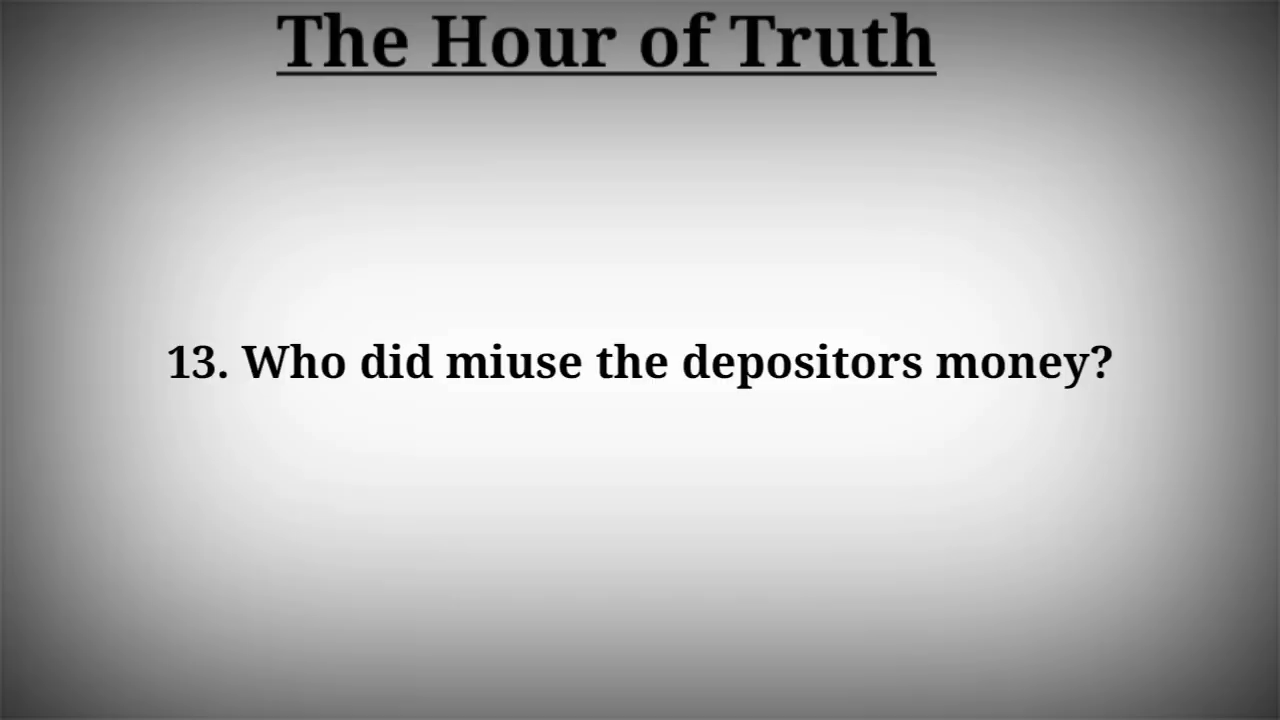 The Hour of Truth
13. Who did miuse the depositors money?